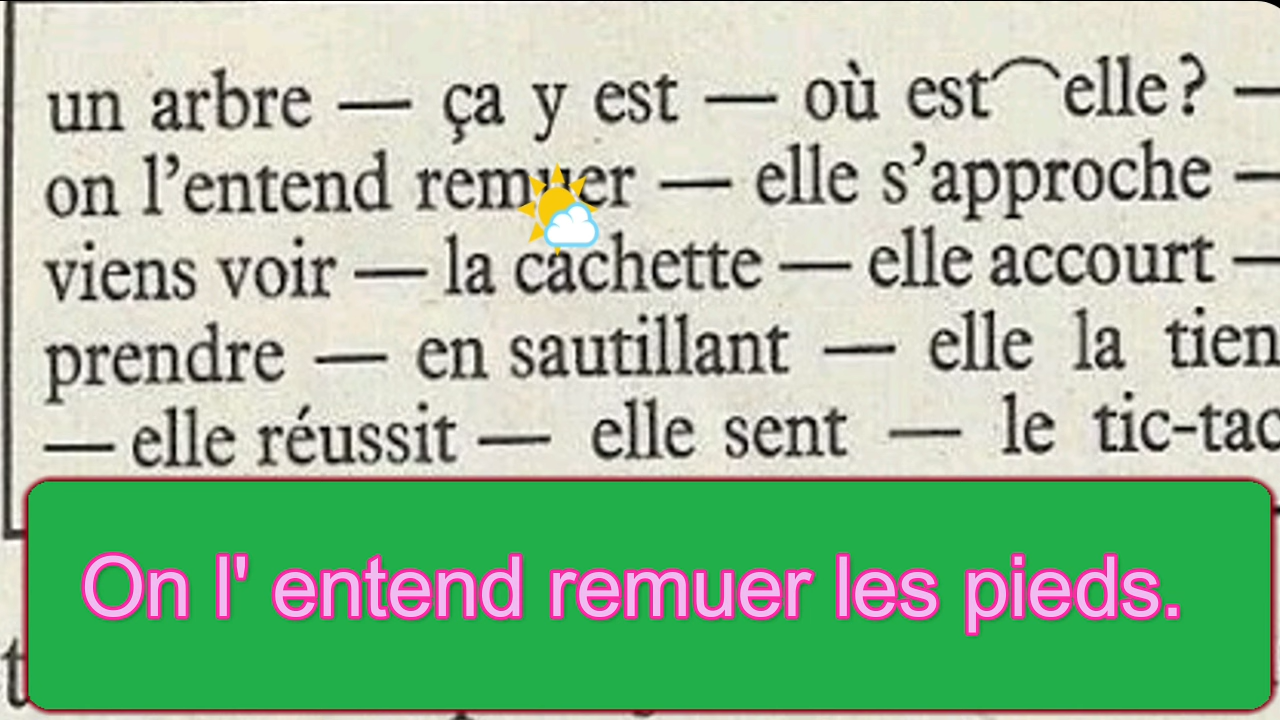 un arbre — ça y est — où est‿elle ? —
on l'entend remuer — elle s'approche —
viens voir — la cachette — elle accourt —
prendre — en sautillant — elle la tien
— elle réussit — elle sent — le tic-tac
On l' entend remuer les pieds.